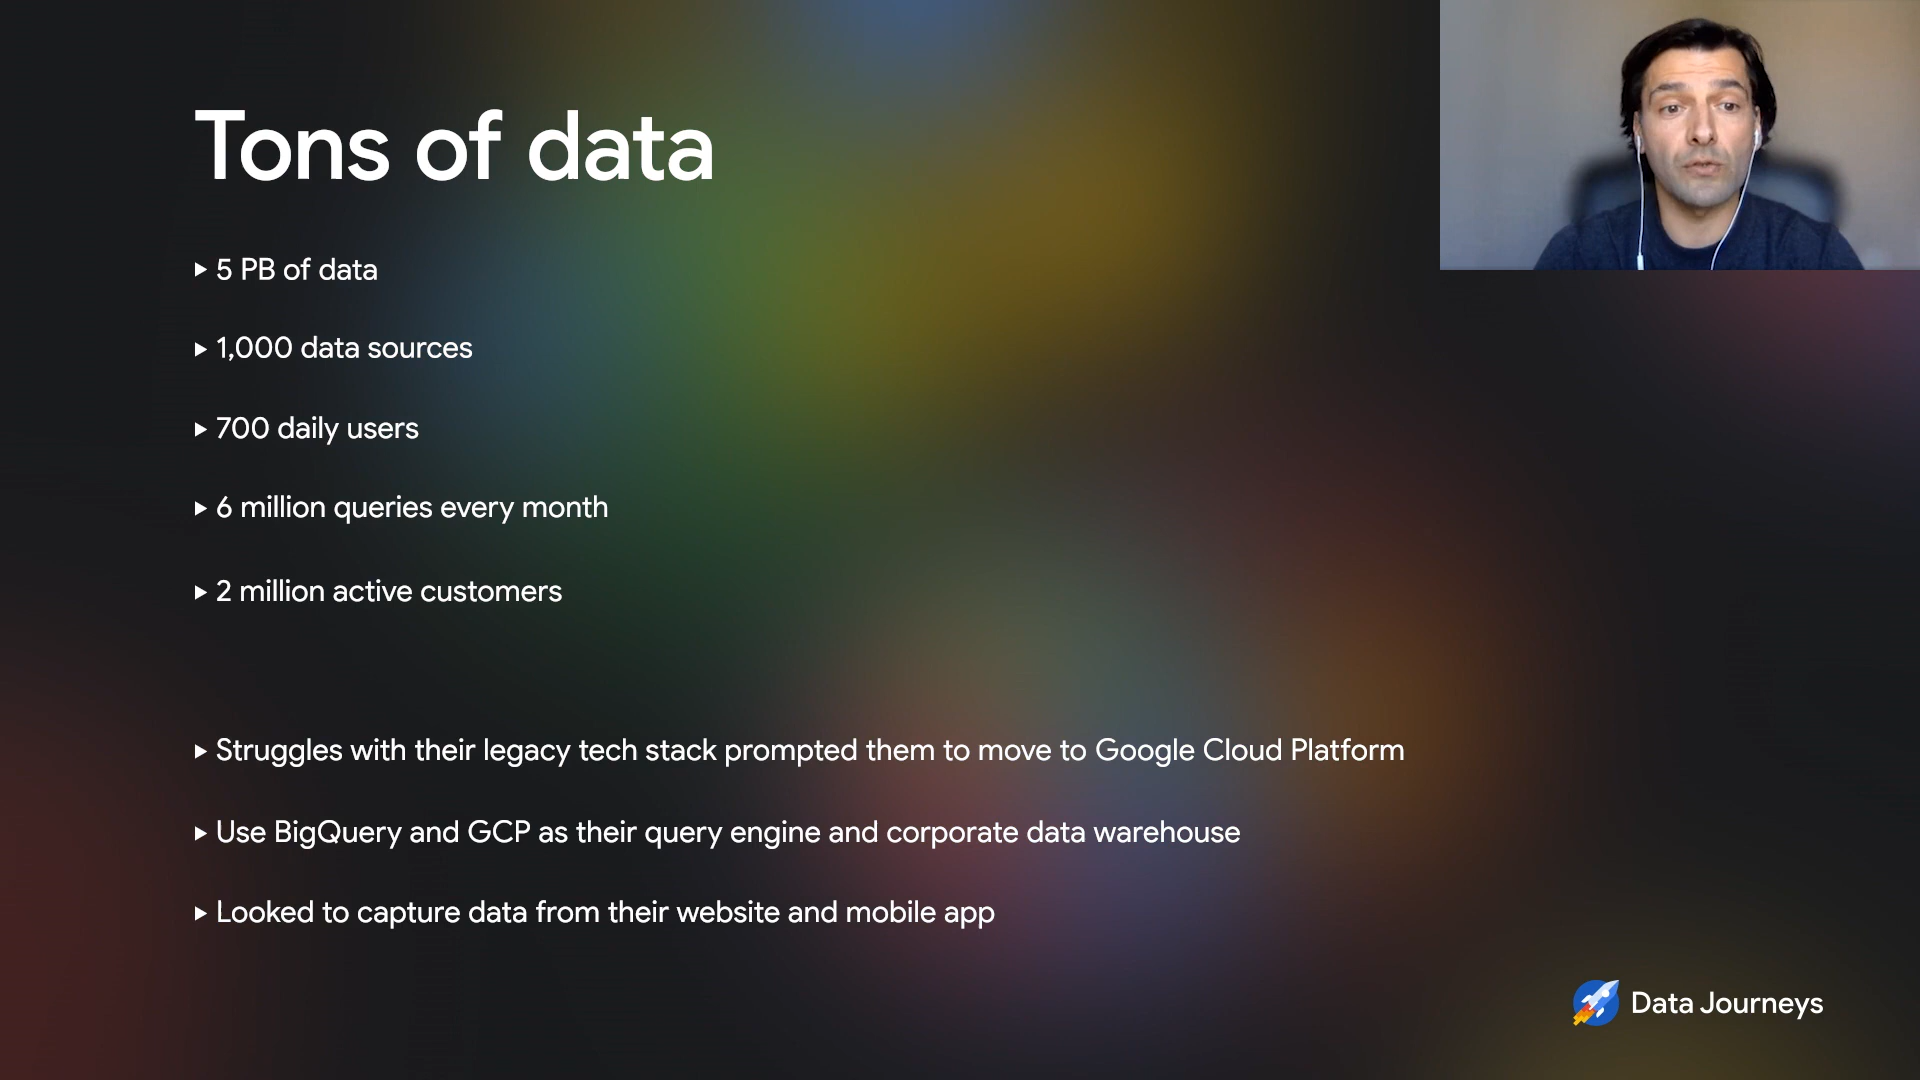 Tons of data
▸ 5 PB of data
▸ 1,000 data sources
▸ 700 daily users
▸ 6 million queries every month
▸ 2 million active customers
▸ Struggles with their legacy tech stack prompted them to move to Google Cloud Platform
▸ Use BigQuery and GCP as their query engine and corporate data warehouse
▸ Looked to capture data from their website and mobile app
Data Journeys